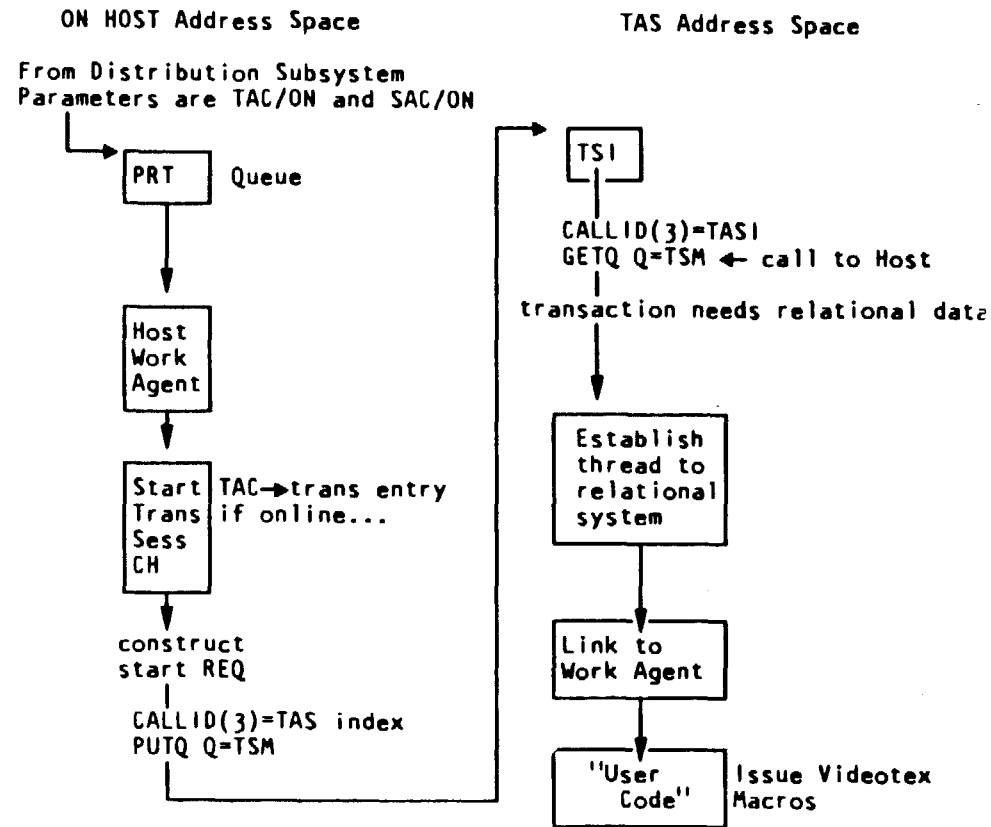 ON HOST Address Space
From Distribution Subsystem
Parameters are TAC/ON and SAC/ON
PRT
Queue
Host
Work
Agent
Start
Trans
Sess
CH
TAC→trans entry
if online...
construct
start REQ
CALLID(3)=TAS index
PUTQ Q=TSM
TAS Address Space
TSI
CALLID(3)=TASI
GETQ Q=TSM ← call to Host
transaction needs relational data
Establish
thread to
relational
system
Link to
Work Agent
"User
Code"
Issue Videotex
Macros